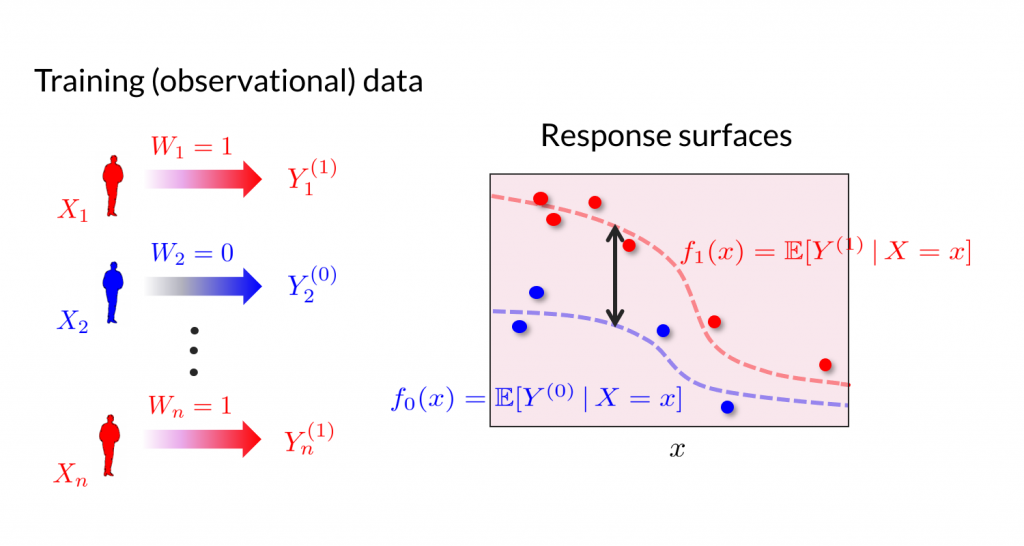 Training (observational) data
W₁ = 1
X₁
Y₁⁽¹⁾
W₂ = 0
X₂
Y₂⁽⁰⁾
Wₙ = 1
Xₙ
Yₙ⁽¹⁾
Response surfaces
f₁(x) = 𝔼[Y⁽¹⁾ | X = x]
f₀(x) = 𝔼[Y⁽⁰⁾ | X = x]
x